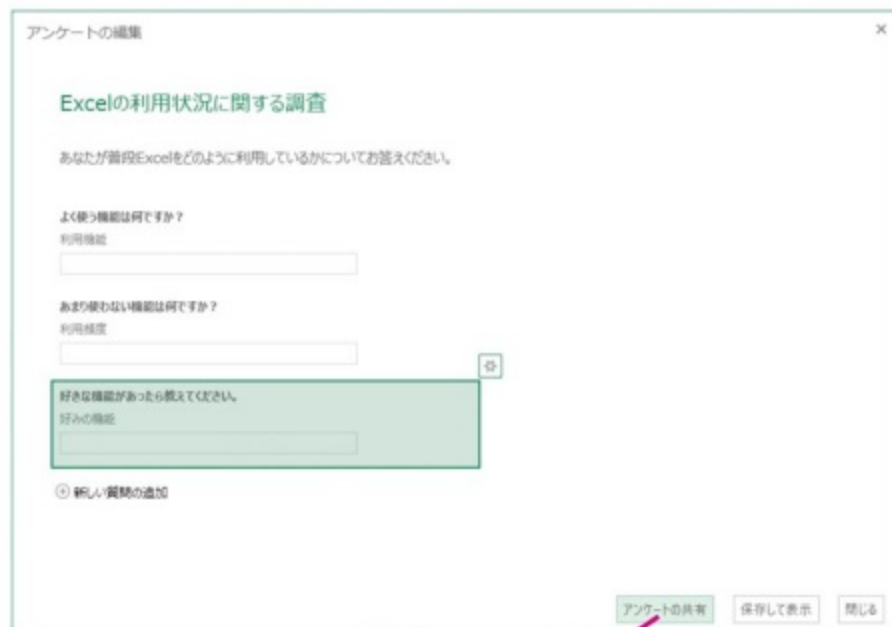 アンケートの編集
×
Excelの利用状況に関する調査
あなたが普段Excelをどのように利用しているかについてお答えください。
よく使う機能は何ですか？
利用機能
あまり使わない機能は何ですか？
利用頻度
好きな機能があったら教えてください。
好みの機能
新しい質問の追加
アンケートの共有 保存して表示 閉じる